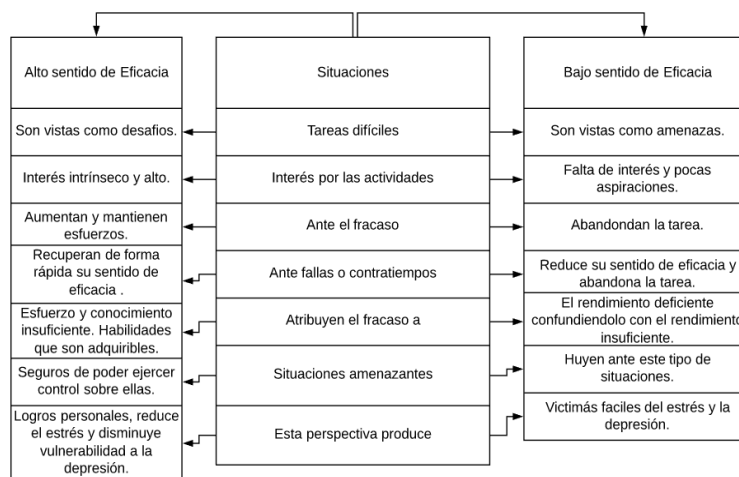 Alto sentido de Eficacia
Situaciones
Bajo sentido de Eficacia
Son vistas como desafios.
Tareas difíciles
Son vistas como amenazas.
Interés intrínseco y alto.
Interés por las actividades
Falta de interés y pocas
aspiraciones.
Aumentan y mantienen
esfuerzos.
Ante el fracaso
Abandondan la tarea.
Recuperan de forma
rápida su sentido de
eficacia .
Ante fallas o contratiempos
Reduce su sentido de eficacia y
abandona la tarea.
Esfuerzo y conocimiento
insuficiente. Habilidades
que son adquiribles.
Atribuyen el fracaso a
El rendimiento deficiente
confundiendolo con el rendimiento
insuficiente.
Seguros de poder ejercer
control sobre ellas.
Situaciones amenazantes
Huyen ante este tipo de
situaciones.
Logros personales, reduce
el estrés y disminuye
vulnerabilidad a la
depresión.
Esta perspectiva produce
Victimás faciles del estrés y la
depresión.